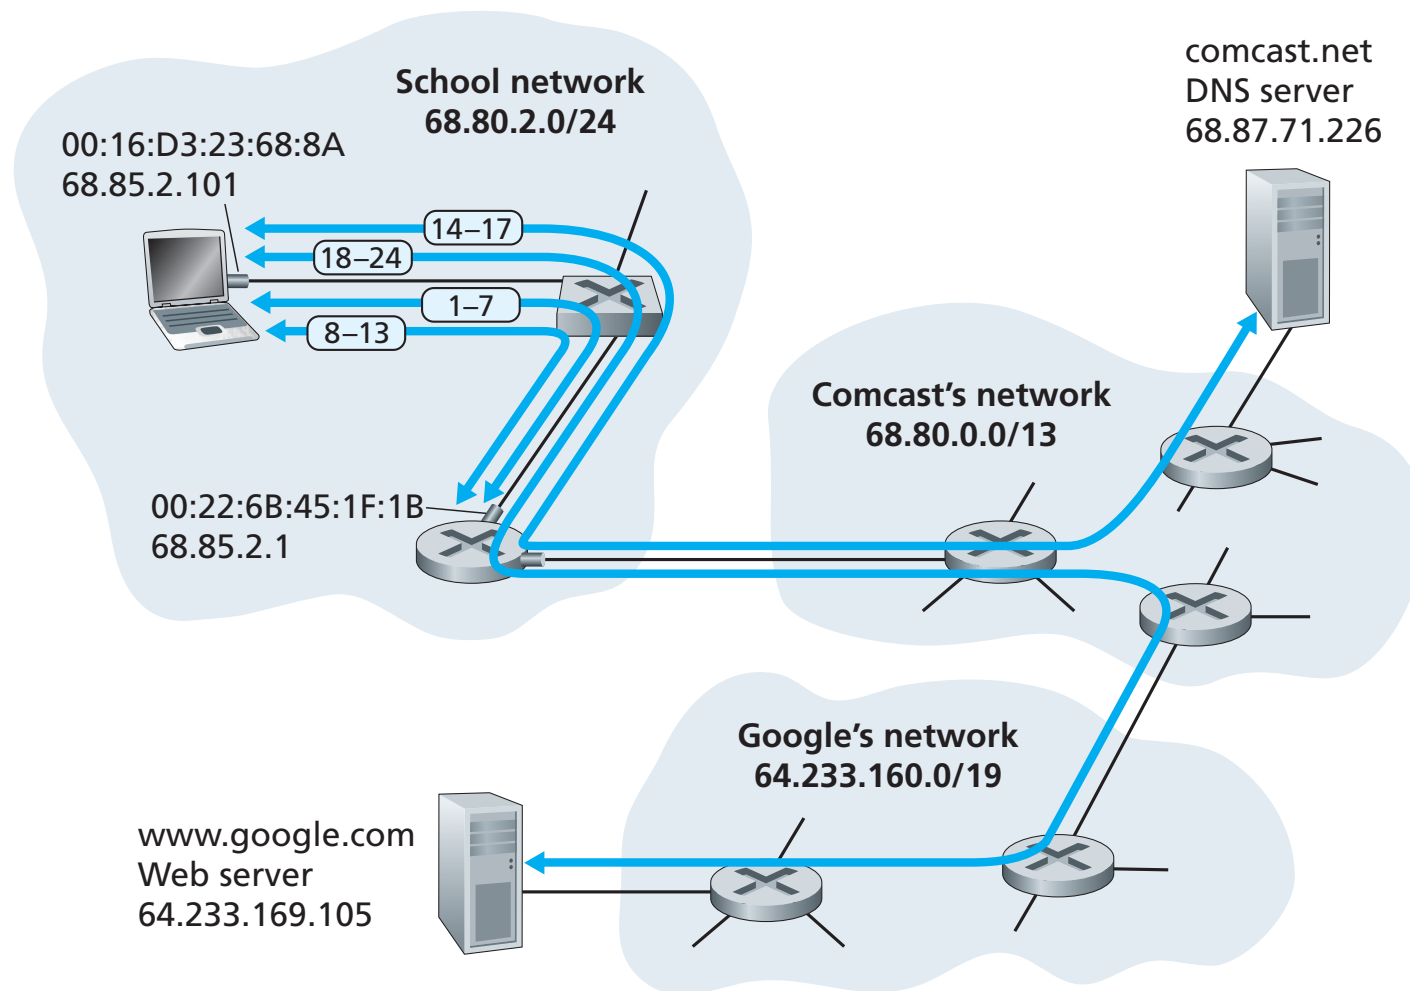 School network
68.80.2.0/24
comcast.net
DNS server
68.87.71.226
00:16:D3:23:68:8A
68.85.2.101
14–17
18–24
1–7
8–13
Comcast’s network
68.80.0.0/13
00:22:6B:45:1F:1B
68.85.2.1
Google’s network
64.233.160.0/19
www.google.com
Web server
64.233.169.105